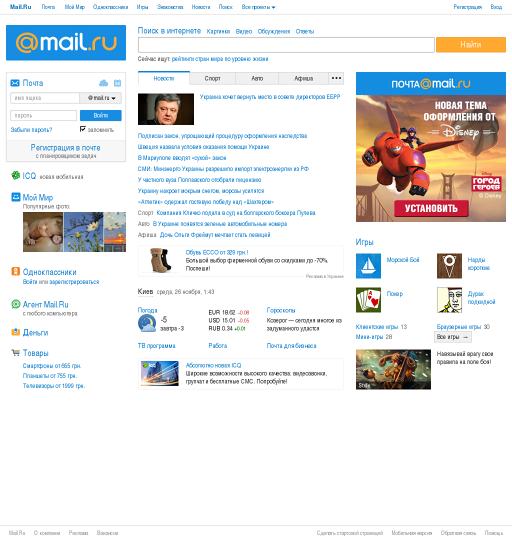 Mail.Ru Почта Мой Мир Одноклассники Игры Знакомства Новости Поиск Все проекты
Регистрация Вход
@mail.ru
Поиск в интернете Картинки Видео Обсуждения Ответы
Найти
Сейчас ищут: рейтинги стран мира по уровню жизни
Почта
имя ящика @mail.ru
пароль Войти
Забыли пароль? запомнить
Регистрация в почте
с планировщиком задач
ICQ новая мобильная
Мой Мир
Популярные фото:
Одноклассники
Войти или зарегистрироваться
Агент Mail.Ru
с любого компьютера
Деньги
Товары
Смартфоны от 665 грн.
Планшеты от 755 грн.
Телевизоры от 1999 грн.
Новости Спорт Авто Афиша
Украина хочет вернуть место в совете директоров ЕБРР
Подписан закон, упрощающий процедуру оформления наследства
Швеция назвала условия оказания помощи Украине
В Мариуполе вводят «сухой» закон
СМИ: Минэнерго Украины разрешило импорт электроэнергии из РФ
У частного вуза Поплавского отобрали лицензию
Украину накроет мокрым снегом, морозы усилятся
«Атлетик» одержал гостевую победу над «Шахтером»
Спорт Компания Кличко подала в суд на болгарского боксера Пулева
Авто В Украине появятся зеленые автомобильные номера
Афиша Дочь Ольги Фреймут мечтает стать певицей
Обувь ECCO от 329 грн.!
Большой выбор фирменной обуви со скидками до -70%.
Поспеши!
Реклама в Украине
Киев среда, 26 ноября, 1:43
Погода
-5
завтра -3
EUR 18.62 -0.08
USD 15.01 -0.05
RUB 0.34 +0.01
Гороскопы
Козерог — сегодня многое из
задуманного удастся
ТВ программа Работа Почта для бизнеса
Абсолютно новая ICQ
Широкие возможности высокого качества: видеозвонки,
групчат и бесплатные СМС. Попробуйте!
ПОЧТА@mail.ru
НОВАЯ ТЕМА
ОФОРМЛЕНИЯ ОТ
Disney
ГОРОД
ГЕРОЕВ
© Disney
УСТАНОВИТЬ
Игры
Морской Бой
Нарды
короткие
Покер
Дурак
подкидной
Клиентские игры 13 Браузерные игры 30
Мини-игры 28 Все игры →
Навязывай врагу свои
правила на поле боя!
Mail.Ru О компании Реклама Вакансии
Сделать стартовой страницей Мобильная версия Обратная связь Помощь